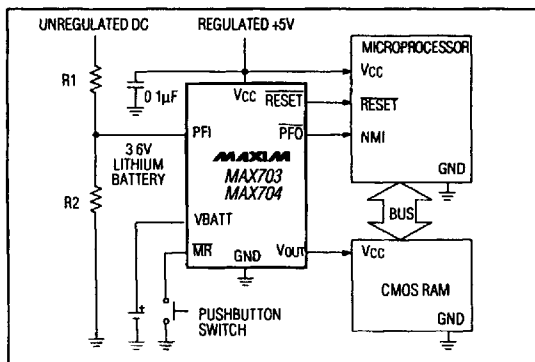 UNREGULATED DC
REGULATED +5V
MICROPROCESSOR
R1
0 1µF
VCC
RESET
VCC
RESET
PFI
PFO
NMI
3 6V
LITHIUM
BATTERY
MAXIM
MAX703
MAX704
GND
R2
BUS
VBATT
MR
GND
VOUT
VCC
CMOS RAM
PUSHBUTTON
SWITCH
GND